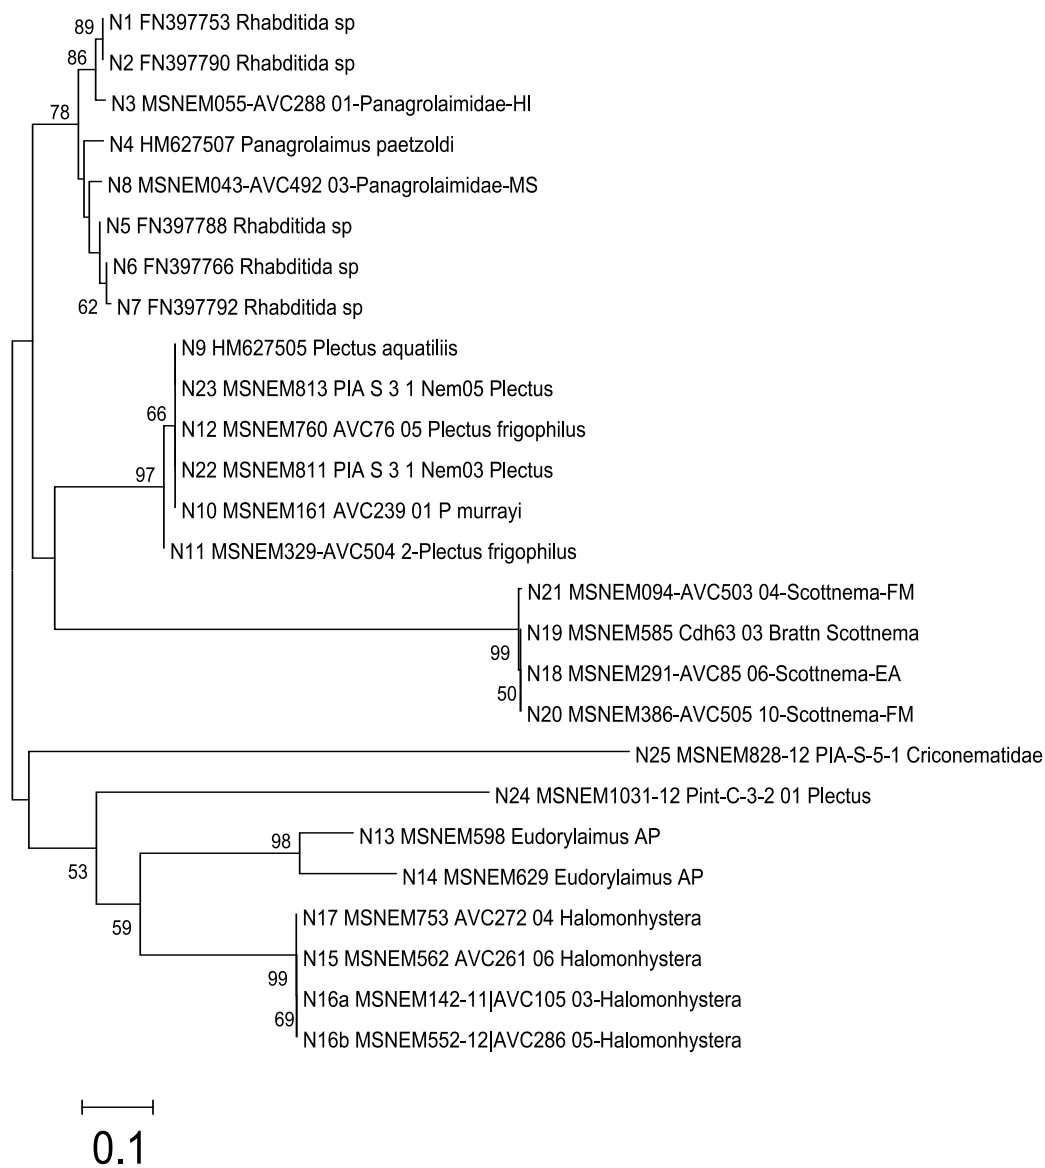 89
N1 FN397753 Rhabditida sp
86
N2 FN397790 Rhabditida sp
78
N3 MSNEM055-AVC288 01-Panagrolaimidae-HI
N4 HM627507 Panagrolaimus paetzoldi
N8 MSNEM043-AVC492 03-Panagrolaimidae-MS
N5 FN397788 Rhabditida sp
N6 FN397766 Rhabditida sp
62
N7 FN397792 Rhabditida sp
N9 HM627505 Plectus aquatiliis
N23 MSNEM813 PIA S 3 1 Nem05 Plectus
66
N12 MSNEM760 AVC76 05 Plectus frigophilus
97
N22 MSNEM811 PIA S 3 1 Nem03 Plectus
N10 MSNEM161 AVC239 01 P murrayi
N11 MSNEM329-AVC504 2-Plectus frigophilus
N21 MSNEM094-AVC503 04-Scottnema-FM
N19 MSNEM585 Cdh63 03 Brattn Scottnema
99
N18 MSNEM291-AVC85 06-Scottnema-EA
50
N20 MSNEM386-AVC505 10-Scottnema-FM
N25 MSNEM828-12 PIA-S-5-1 Criconematidae
N24 MSNEM1031-12 Pint-C-3-2 01 Plectus
98
N13 MSNEM598 Eudorylaimus AP
53
N14 MSNEM629 Eudorylaimus AP
59
N17 MSNEM753 AVC272 04 Halomonhystera
N15 MSNEM562 AVC261 06 Halomonhystera
99
N16a MSNEM142-11|AVC105 03-Halomonhystera
69
N16b MSNEM552-12|AVC286 05-Halomonhystera
0.1